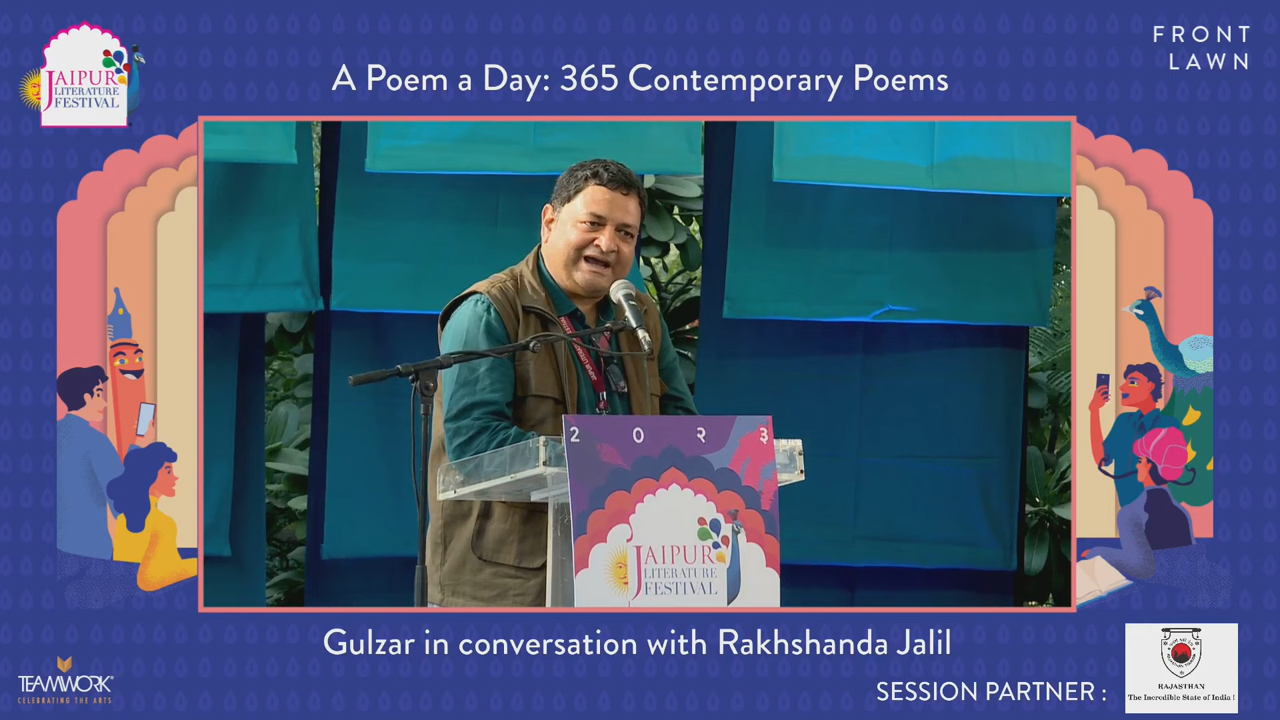 FRONT
LAWN
JAIPUR
LITERATURE
FESTIVAL
A Poem a Day: 365 Contemporary Poems
2 0 २ ३
JAIPUR
LITERATURE
FESTIVAL
Gulzar in conversation with Rakhshanda Jalil
TEAMWORK
CELEBRATING THE ARTS
SESSION PARTNER :
RAJASTHAN
The Incredible State of India !